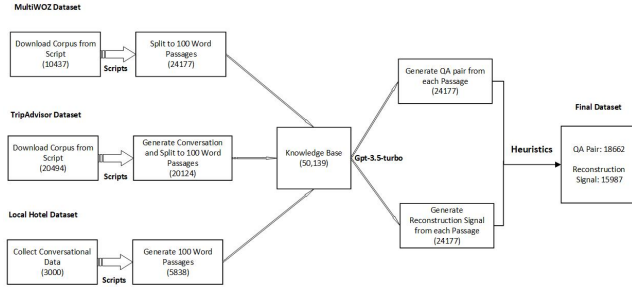 MultiWOZ Dataset
Download Corpus from
Script
(10437)
Scripts
Split to 100 Word
Passages
(24177)
TripAdvisor Dataset
Download Corpus from
Script
(20494)
Scripts
Generate Conversation
and Split to 100 Word
Passages
(20124)
Local Hotel Dataset
Collect Conversational
Data
(3000)
Scripts
Generate 100 Word
Passages
(5838)
Knowledge Base
(50,139)
Gpt-3.5-turbo
Generate QA pair from
each Passage
(24177)
Generate
Reconstruction Signal
from each Passage
(24177)
Heuristics
Final Dataset
QA Pair: 18662
Reconstruction
Signal: 15987